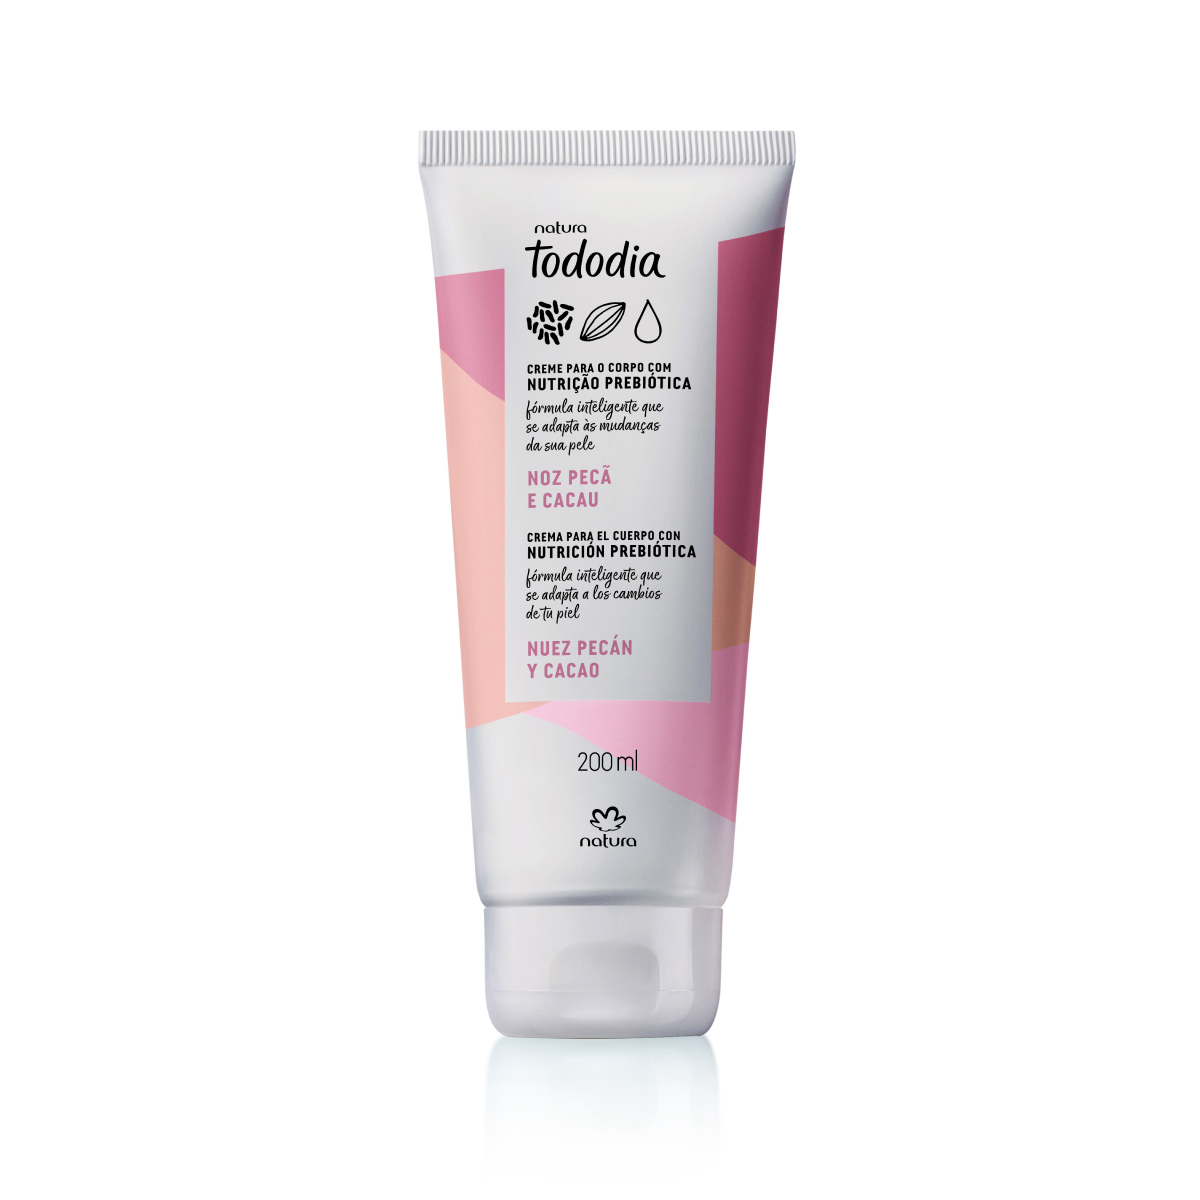 natura
Tododia
CREME PARA O CORPO COM
NUTRIÇÃO PREBIÓTICA
fórmula inteligente que
se adapta às mudanças
da sua pele
NOZ PECÃ
E CACAU
CREMA PARA EL CUERPO CON
NUTRICIÓN PREBIÓTICA
fórmula inteligente que
se adapta a los cambios
de tu piel
NUEZ PECÁN
Y CACAO
200 ml
natura